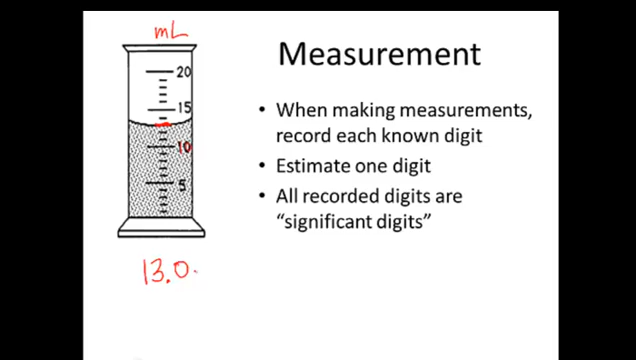 mL
20
15
10
5
13.0
Measurement
• When making measurements,
record each known digit
• Estimate one digit
• All recorded digits are
“significant digits”